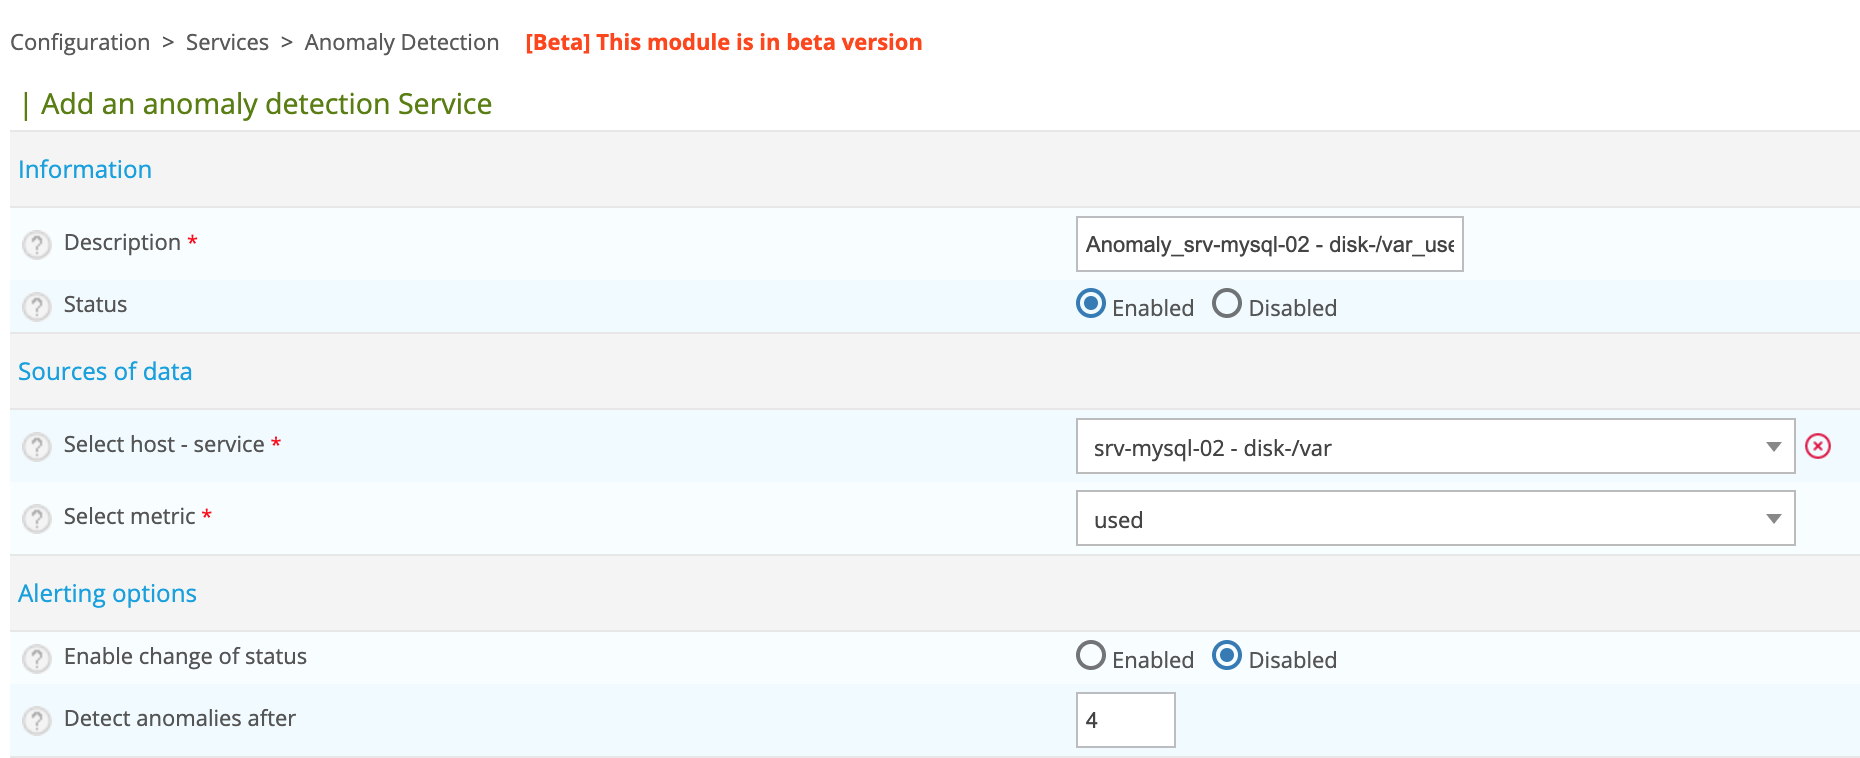 Configuration > Services > Anomaly Detection [Beta] This module is in beta version
| Add an anomaly detection Service
Information
? Description * Anomaly_srv-mysql-02 - disk-/var_use
? Status Enabled Disabled
Sources of data
? Select host - service * srv-mysql-02 - disk-/var
? Select metric * used
Alerting options
? Enable change of status Enabled Disabled
? Detect anomalies after 4